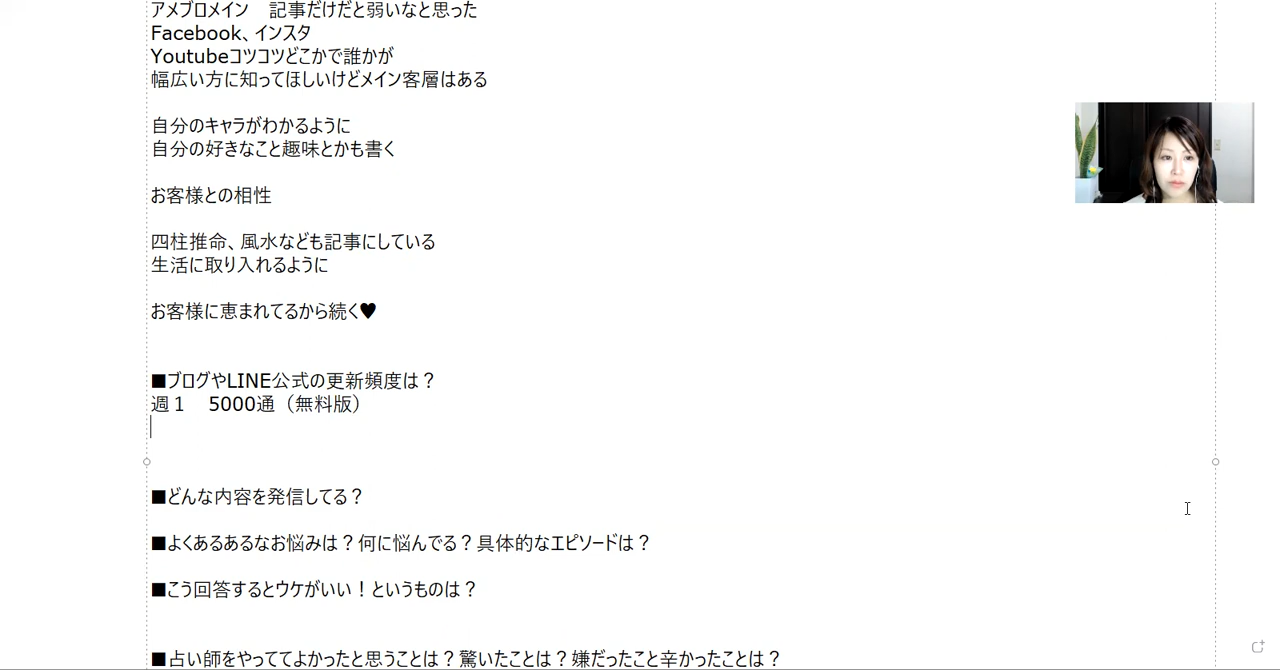 アメブロメイン　記事だけだと弱いなと思った
Facebook、インスタ
Youtubeコツコツどこかで誰かが
幅広い方に知ってほしいけどメイン客層はある
自分のキャラがわかるように
自分の好きなこと趣味とかも書く
お客様との相性
四柱推命、風水なども記事にしている
生活に取り入れるように
お客様に恵まれてるから続く♥
■ブログやLINE公式の更新頻度は？
週１　5000通（無料版）
■どんな内容を発信してる？
■よくあるあるなお悩みは？何に悩んでる？具体的なエピソードは？
■こう回答するとウケがいい！というものは？
■占い師をやっててよかったと思うことは？驚いたことは？嫌だったこと辛かったことは？